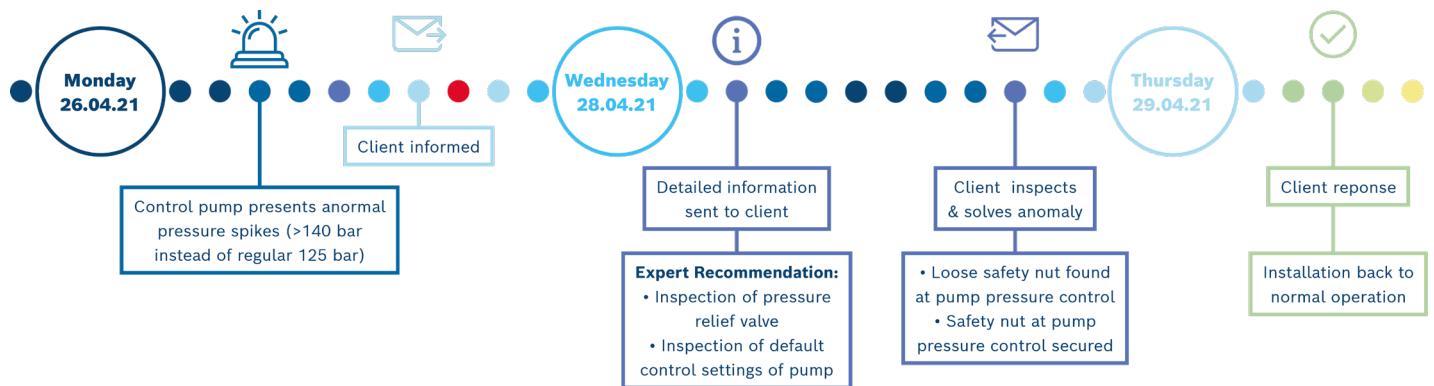 Monday
26.04.21
Control pump presents anormal
pressure spikes (>140 bar
instead of regular 125 bar)
Client informed
Wednesday
28.04.21
Detailed information
sent to client
Expert Recommendation:
• Inspection of pressure
relief valve
• Inspection of default
control settings of pump
Client inspects
& solves anomaly
• Loose safety nut found
at pump pressure control
• Safety nut at pump
pressure control secured
Thursday
29.04.21
Client reponse
Installation back to
normal operation